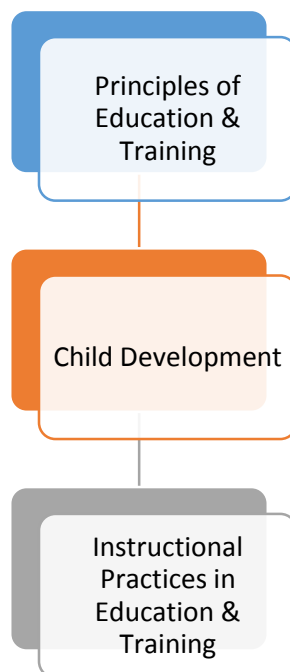 Principles of
Education &
Training
Child Development
Instructional
Practices in
Education &
Training